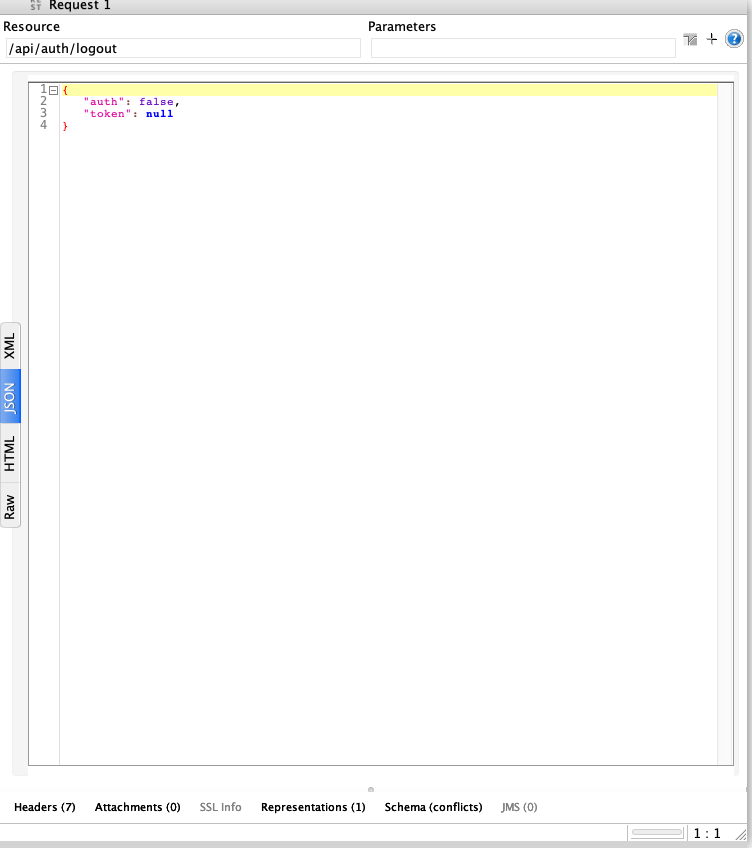 REST Request 1
Resource Parameters
/api/auth/logout
1 {
2 "auth": false,
3 "token": null
4 }
XML
JSON
HTML
Raw
Headers (7) Attachments (0) SSL Info Representations (1) Schema (conflicts) JMS (0)
1 : 1